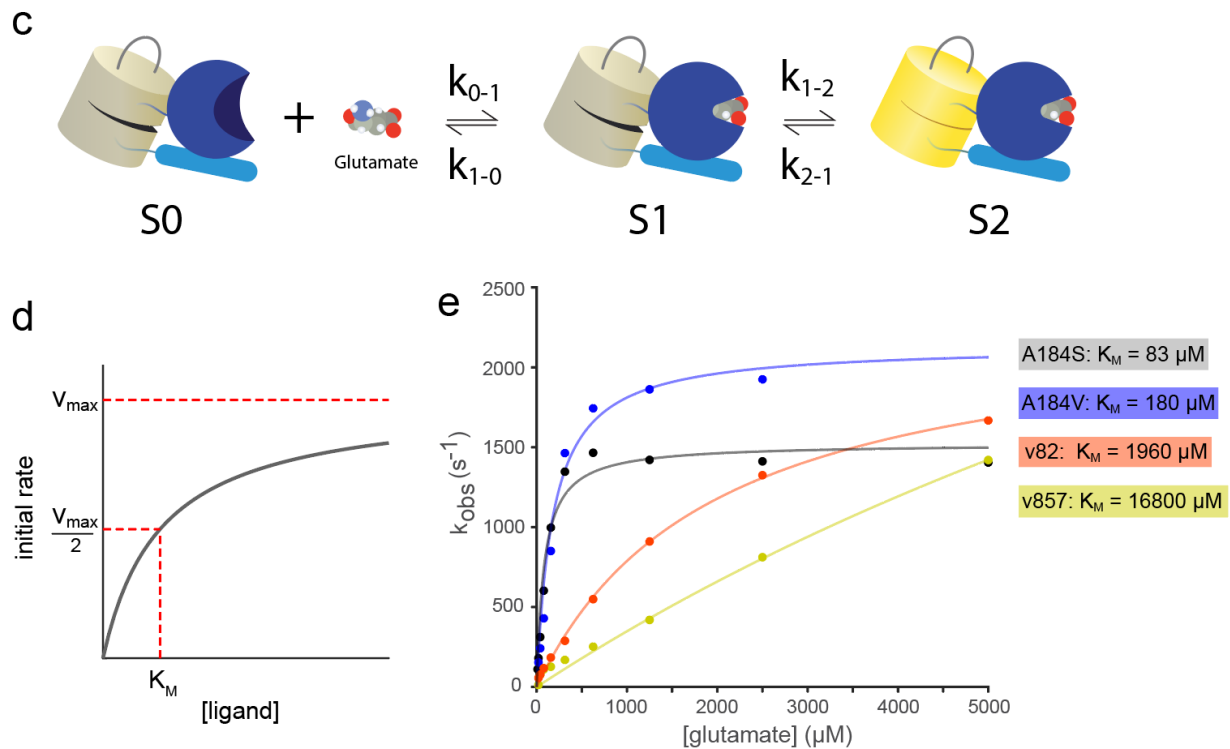 c
+
Glutamate
k0-1
k1-0
k1-2
k2-1
S0
S1
S2
d
initial rate
Vmax
Vmax
2
KM
[ligand]
e
kobs (s−1)
2500
2000
1500
1000
500
0
0
1000
2000
3000
4000
5000
[glutamate] (μM)
A184S: KM = 83 μM
A184V: KM = 180 μM
v82: KM = 1960 μM
v857: KM = 16800 μM